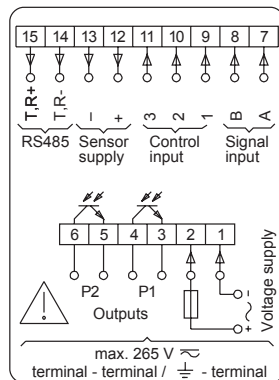 15 14 13 12 11 10 9 8 7
T,R+ T,R- – + 3 2 1 B A
RS485 Sensor supply Control input Signal input
6 5 4 3 2 1
P2 P1
Outputs
– +
Voltage supply
max. 265 V
terminal - terminal / - terminal